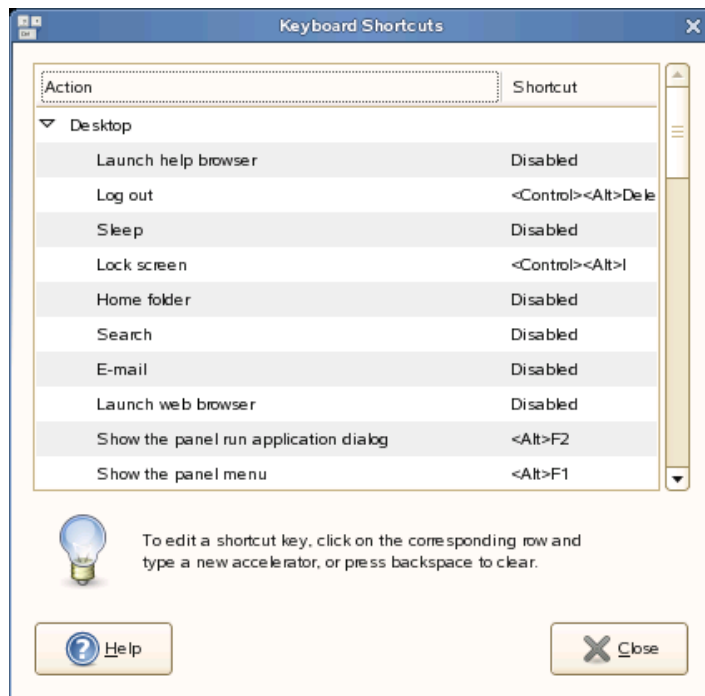 Keyboard Shortcuts
Action Shortcut
Desktop
Launch help browser Disabled
Log out <Control><Alt>Dele
Sleep Disabled
Lock screen <Control><Alt>l
Home folder Disabled
Search Disabled
E-mail Disabled
Launch web browser Disabled
Show the panel run application dialog <Alt>F2
Show the panel menu <Alt>F1
To edit a shortcut key, click on the corresponding row and
type a new accelerator, or press backspace to clear.
Help Close